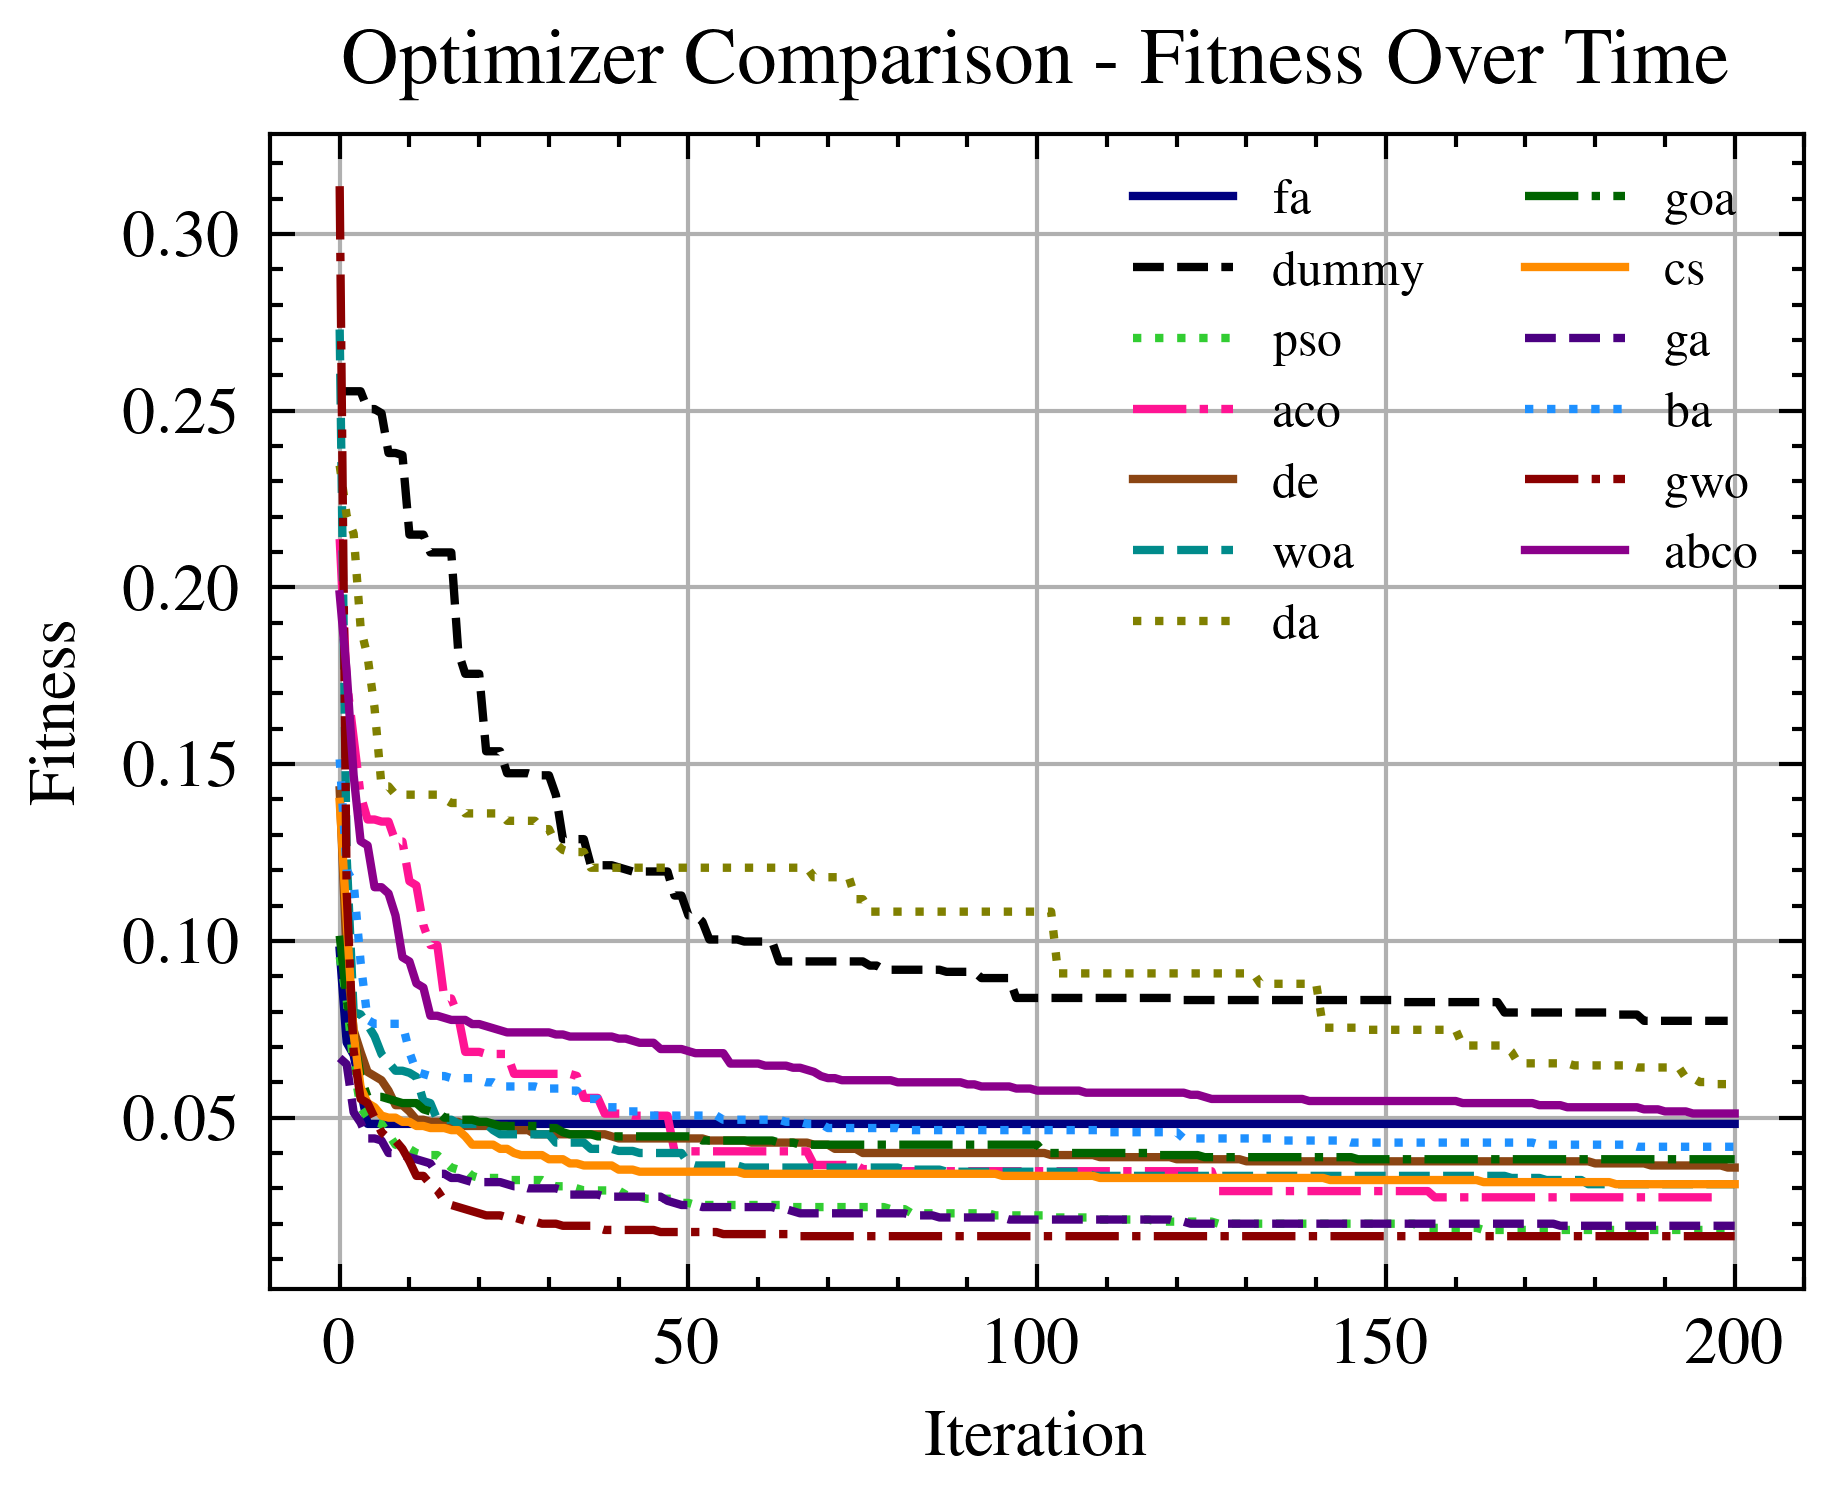 Optimizer Comparison - Fitness Over Time
Fitness
0.30
0.25
0.20
0.15
0.10
0.05
fa
dummy
pso
aco
de
woa
da
goa
cs
ga
ba
gwo
abco
0 50 100 150 200
Iteration